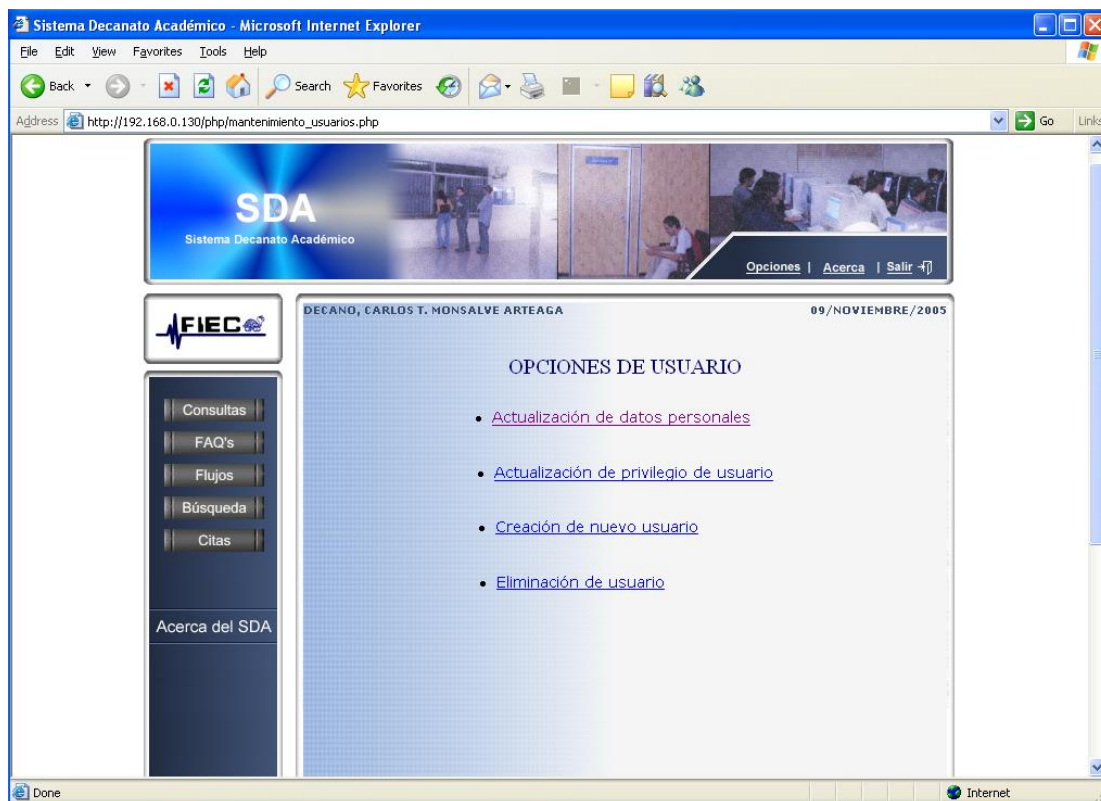 Sistema Decanato Académico - Microsoft Internet Explorer
File Edit View Favorites Tools Help
Back Search Favorites
Address http://192.168.0.130/php/mantenimiento_usuarios.php Go Links
SDA
Sistema Decanato Académico
Opciones | Acerca | Salir
FIEC
DECANO, CARLOS T. MONSALVE ARTEAGA 09/NOVIEMBRE/2005
OPCIONES DE USUARIO
Consultas
FAQ's
Flujos
Búsqueda
Citas
Acerca del SDA
• Actualización de datos personales
• Actualización de privilegio de usuario
• Creación de nuevo usuario
• Eliminación de usuario
Done Internet